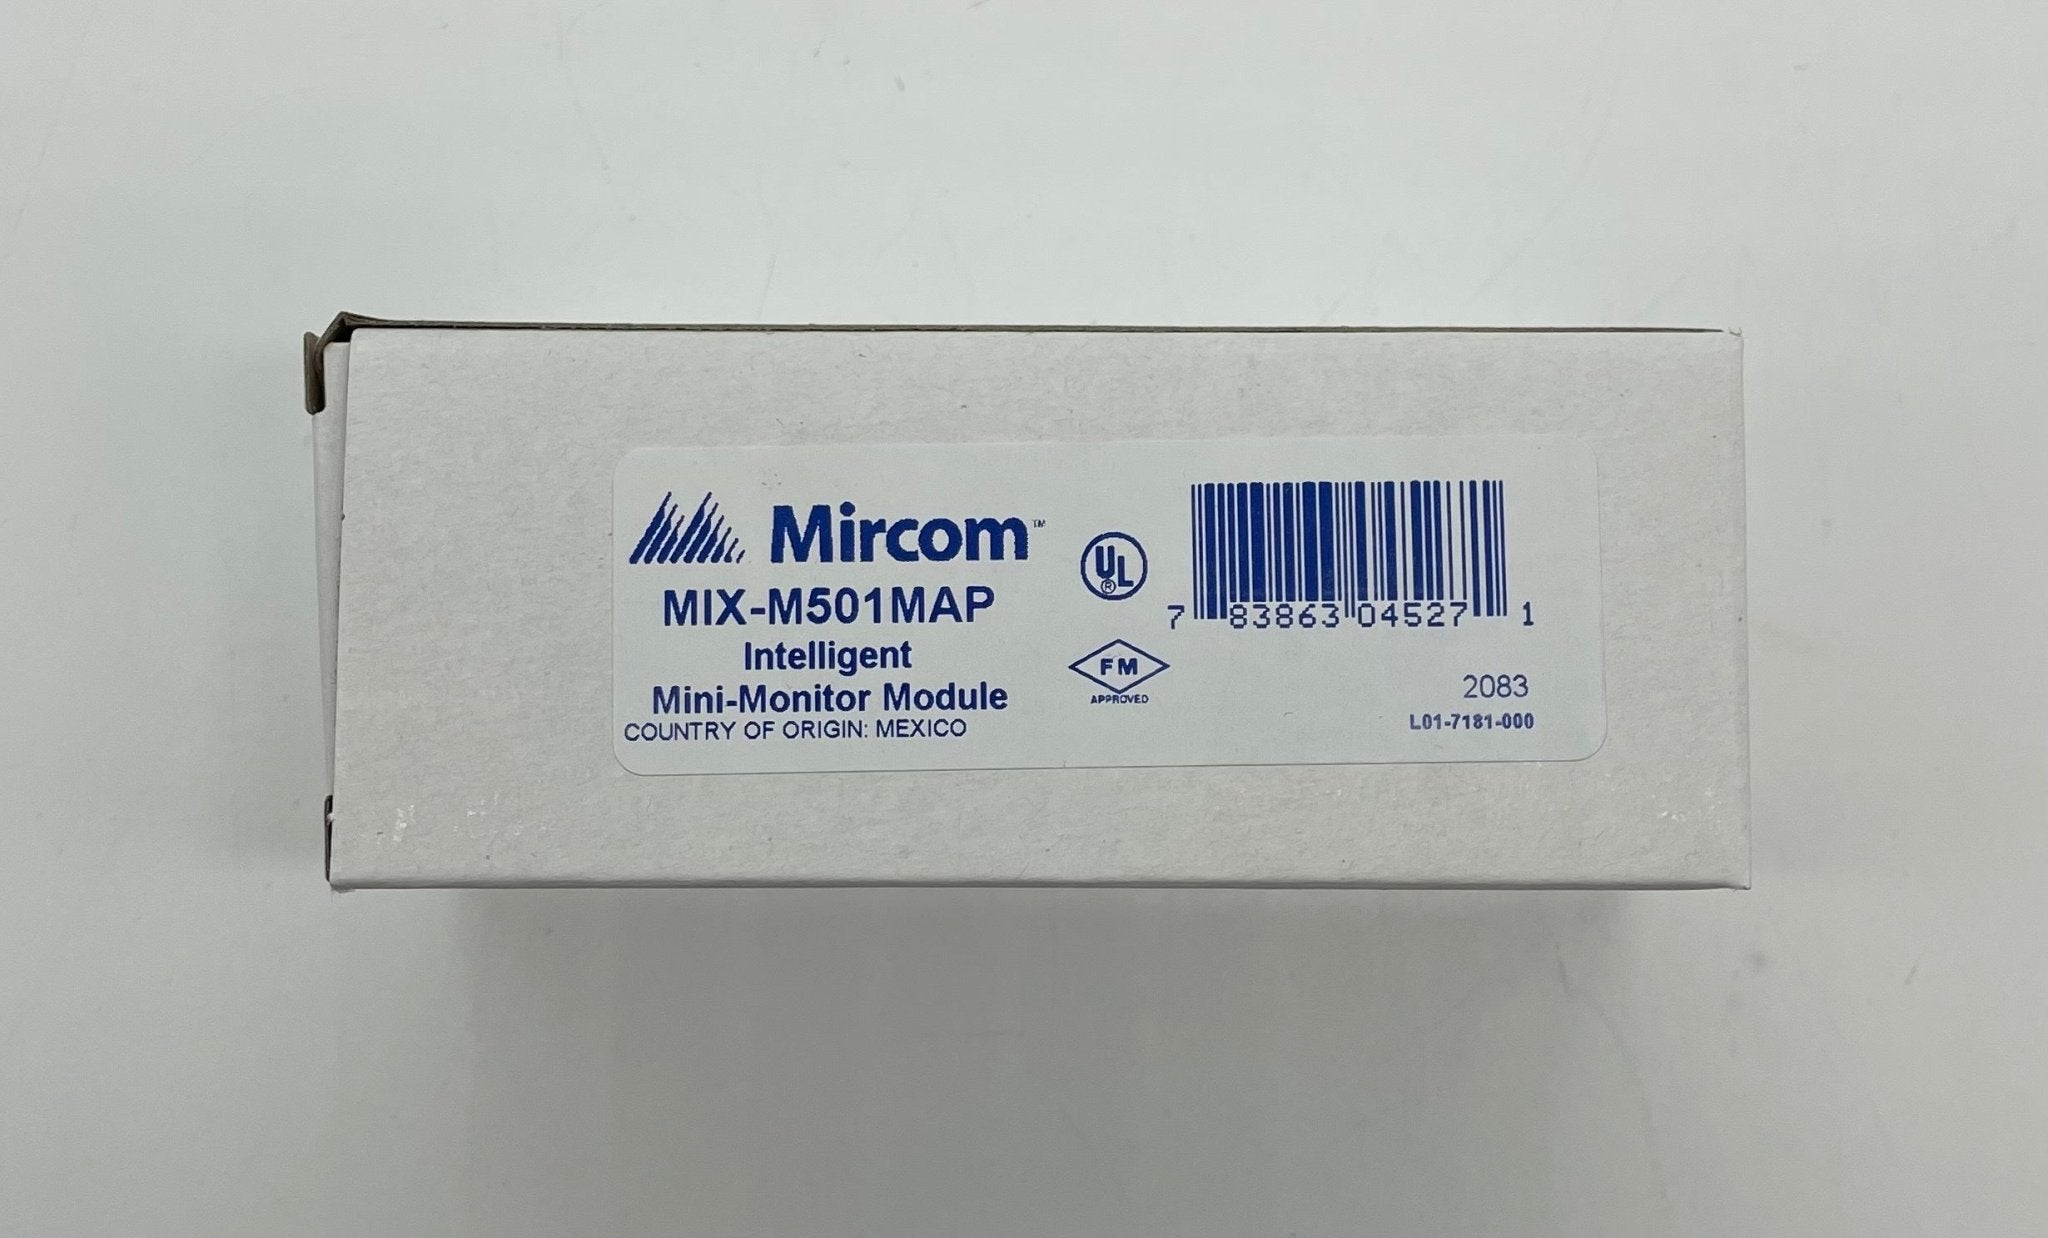 Mircom™
MIX-M501MAP
Intelligent
Mini-Monitor Module
COUNTRY OF ORIGIN: MEXICO
UL®
FM
APPROVED
7 83863 04527 1
2083
L01-7181-000